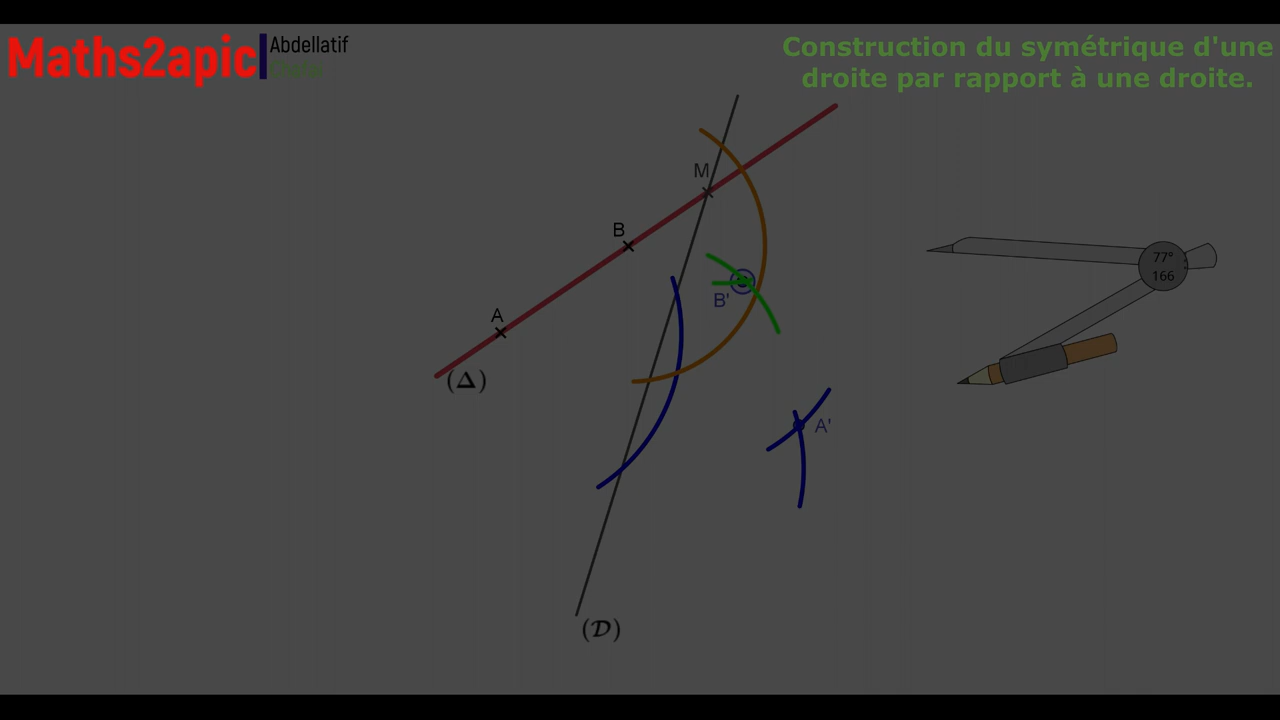 Maths2apic
Abdellatif
Construction du symétrique d'une
droite par rapport à une droite.
M
B
77°
166
B'
A
(Δ)
A'
(D)